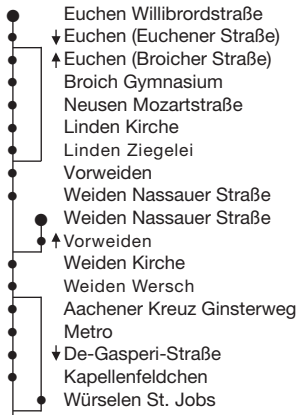 Euchen Willibrordstraße
Euchen (Euchener Straße)
Euchen (Broicher Straße)
Broich Gymnasium
Neusen Mozartstraße
Linden Kirche
Linden Ziegelei
Vorweiden
Weiden Nassauer Straße
Weiden Nassauer Straße
Vorweiden
Weiden Kirche
Weiden Wersch
Aachener Kreuz Ginsterweg
Metro
De-Gasperi-Straße
Kapellenfeldchen
Würselen St. Jobs